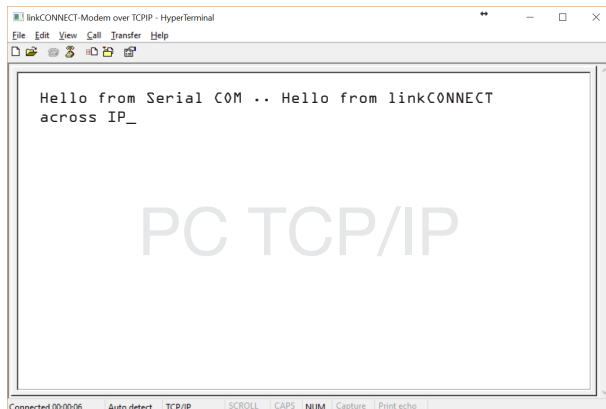 linkCONNECT-Modem over TCPIP - HyperTerminal
File Edit View Call Transfer Help
Hello from Serial COM .. Hello from linkCONNECT
across IP_
PC TCP/IP
Connected 00:00:06 Auto detect TCP/IP SCROLL CAPS NUM Capture Print echo